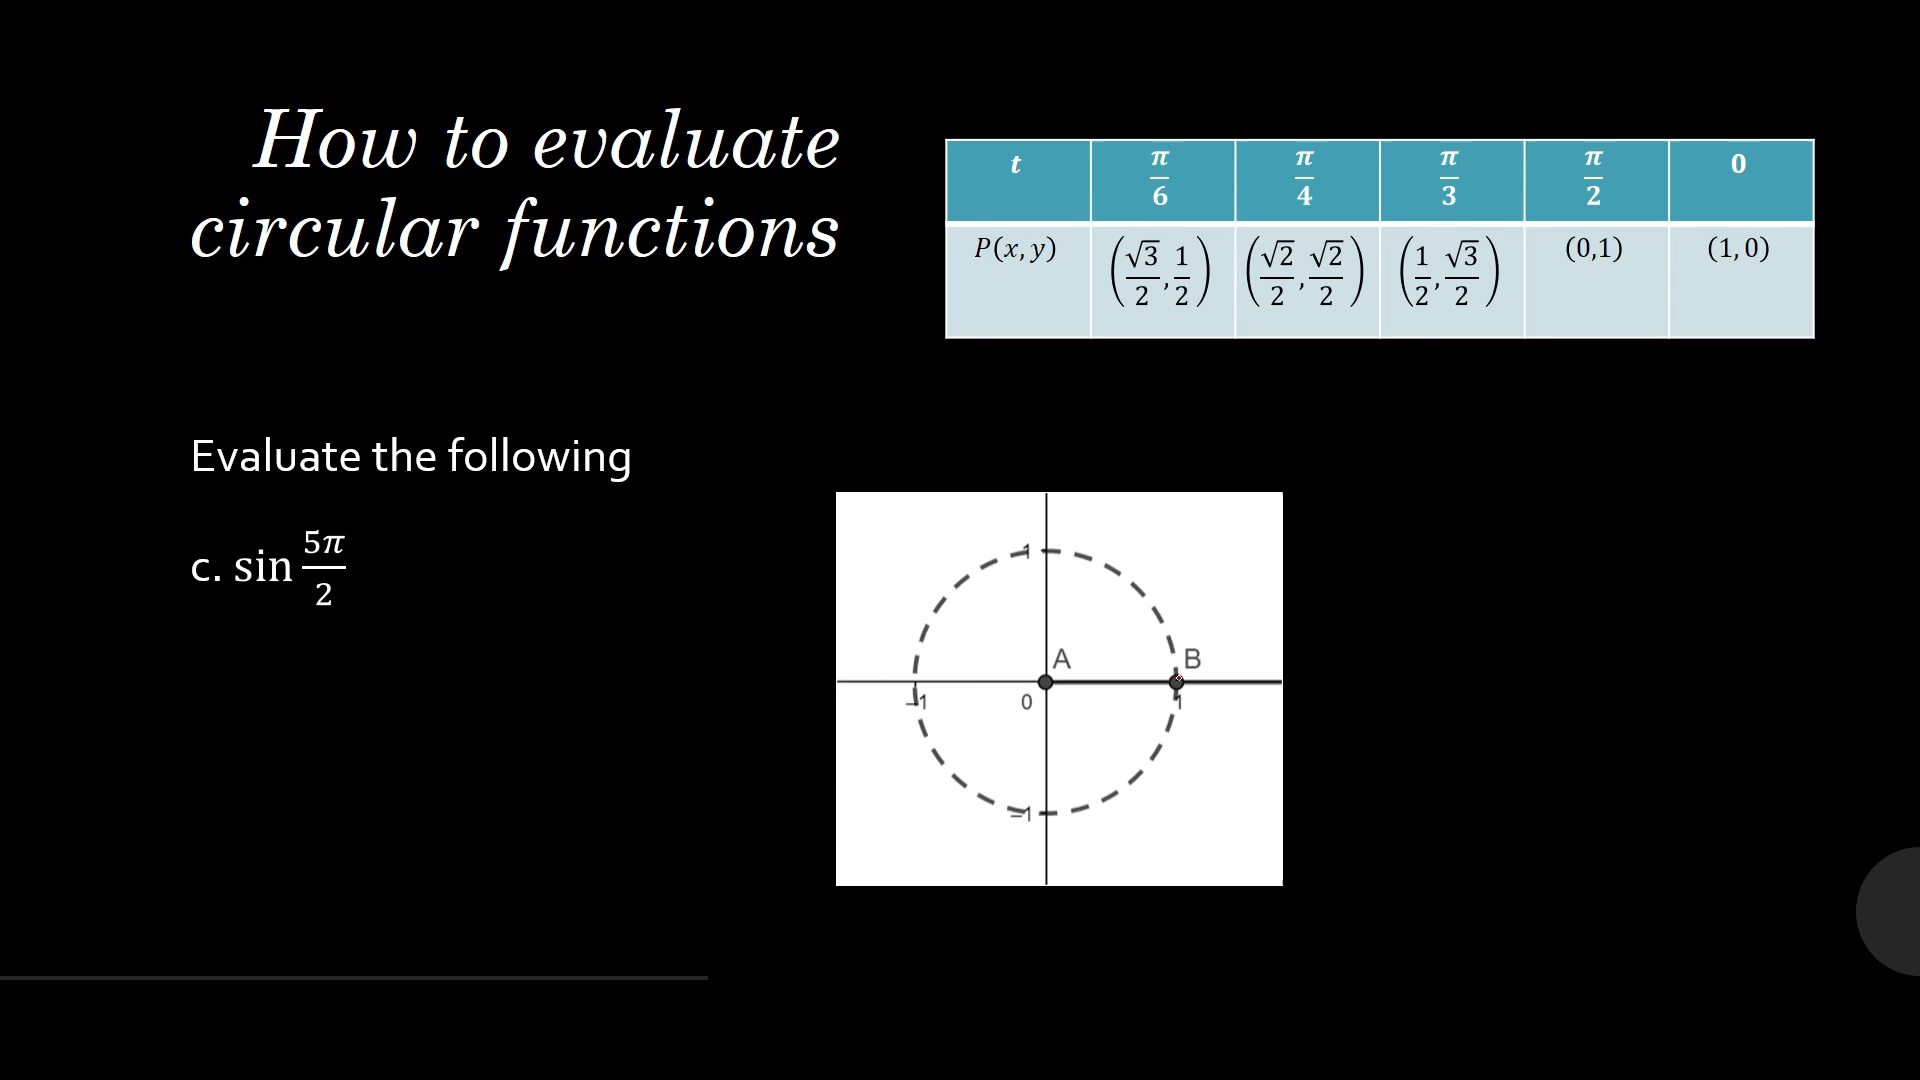 How to evaluate
circular functions
t π/6 π/4 π/3 π/2 0
P(x, y) (√3/2, 1/2) (√2/2, √2/2) (1/2, √3/2) (0,1) (1, 0)
Evaluate the following
c. sin 5π/2
1
A B
−1 0 1
−1